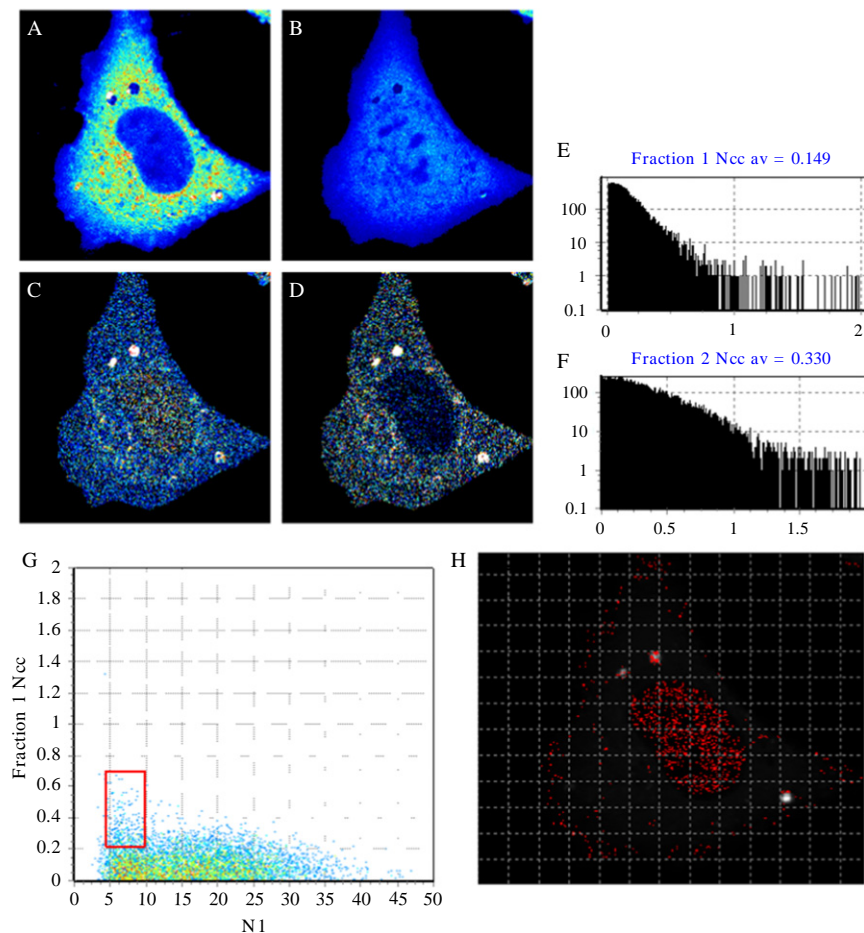 A
B
C
D
E
Fraction 1 Ncc av = 0.149
100
10
1
0.1
0
1
2
F
Fraction 2 Ncc av = 0.330
100
10
1
0.1
0
0.5
1
1.5
G
Fraction 1 Ncc
2
1.8
1.6
1.4
1.2
1
0.8
0.6
0.4
0.2
0
0 5 10 15 20 25 30 35 40 45 50
N1
H